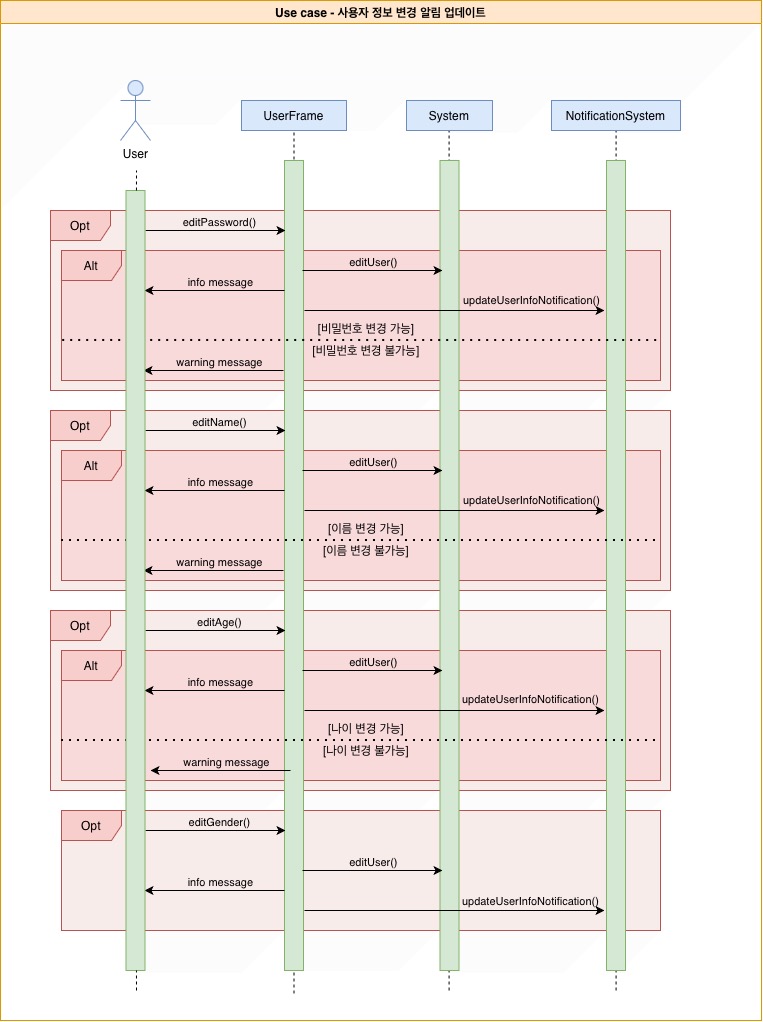 Use case - 사용자 정보 변경 알림 업데이트
User
UserFrame
System
NotificationSystem
Opt
editPassword()
Alt
editUser()
info message
updateUserInfoNotification()
[비밀번호 변경 가능]
[비밀번호 변경 불가능]
warning message
Opt
editName()
Alt
editUser()
info message
updateUserInfoNotification()
[이름 변경 가능]
[이름 변경 불가능]
warning message
Opt
editAge()
Alt
editUser()
info message
updateUserInfoNotification()
[나이 변경 가능]
[나이 변경 불가능]
warning message
Opt
editGender()
editUser()
info message
updateUserInfoNotification()